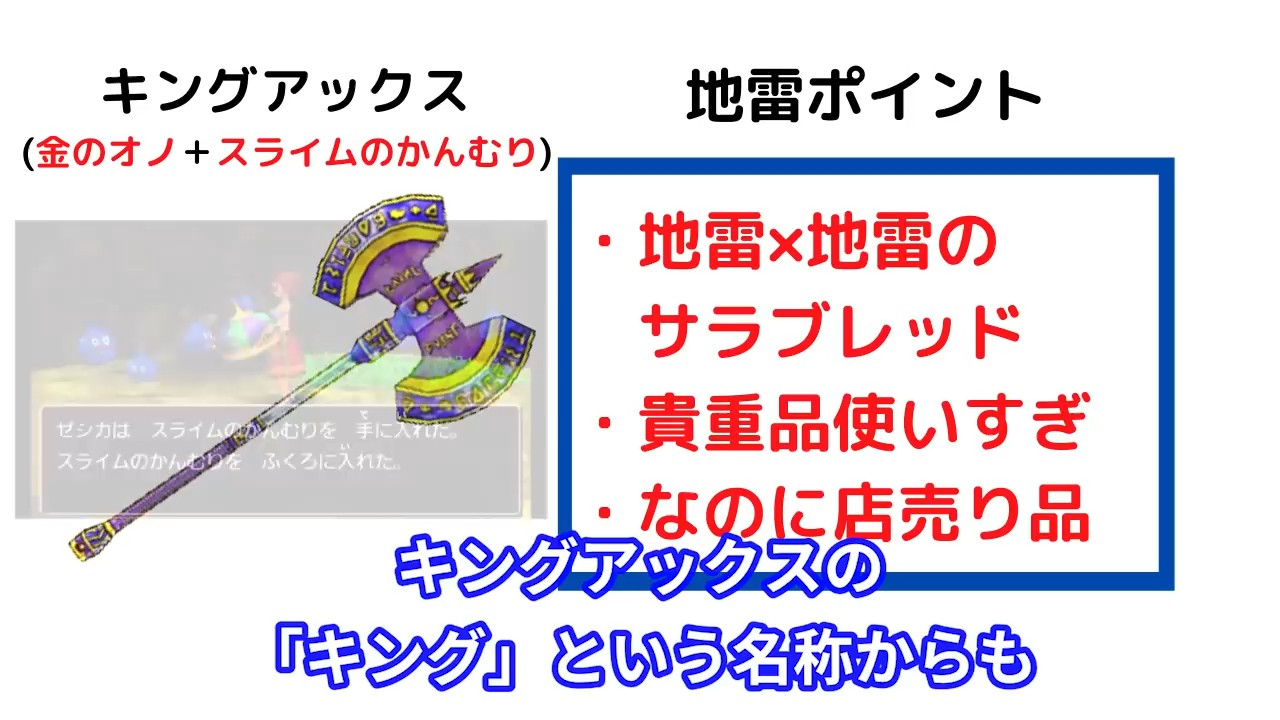 キングアックス
(金のオノ＋スライムのかんむり)
地雷ポイント
・地雷×地雷の
サラブレッド
・貴重品使いすぎ
・なのに店売り品
ゼシカは　スライムのかんむりを　手に入れた。
スライムのかんむりを　ふくろに入れた。
キングアックスの
「キング」という名称からも